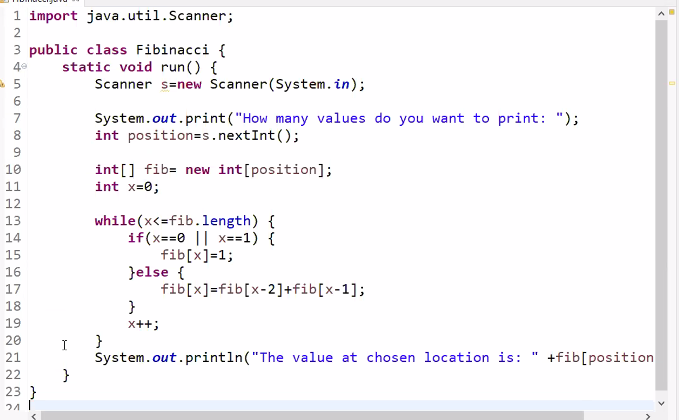 1 import java.util.Scanner;
2
3 public class Fibinacci {
4 static void run() {
5 Scanner s=new Scanner(System.in);
6
7 System.out.print("How many values do you want to print: ");
8 int position=s.nextInt();
9
10 int[] fib= new int[position];
11 int x=0;
12
13 while(x<=fib.length) {
14 if(x==0 || x==1) {
15 fib[x]=1;
16 }else {
17 fib[x]=fib[x-2]+fib[x-1];
18 }
19 x++;
20 }
21 System.out.println("The value at chosen location is: " +fib[position
22 }
23 }
24